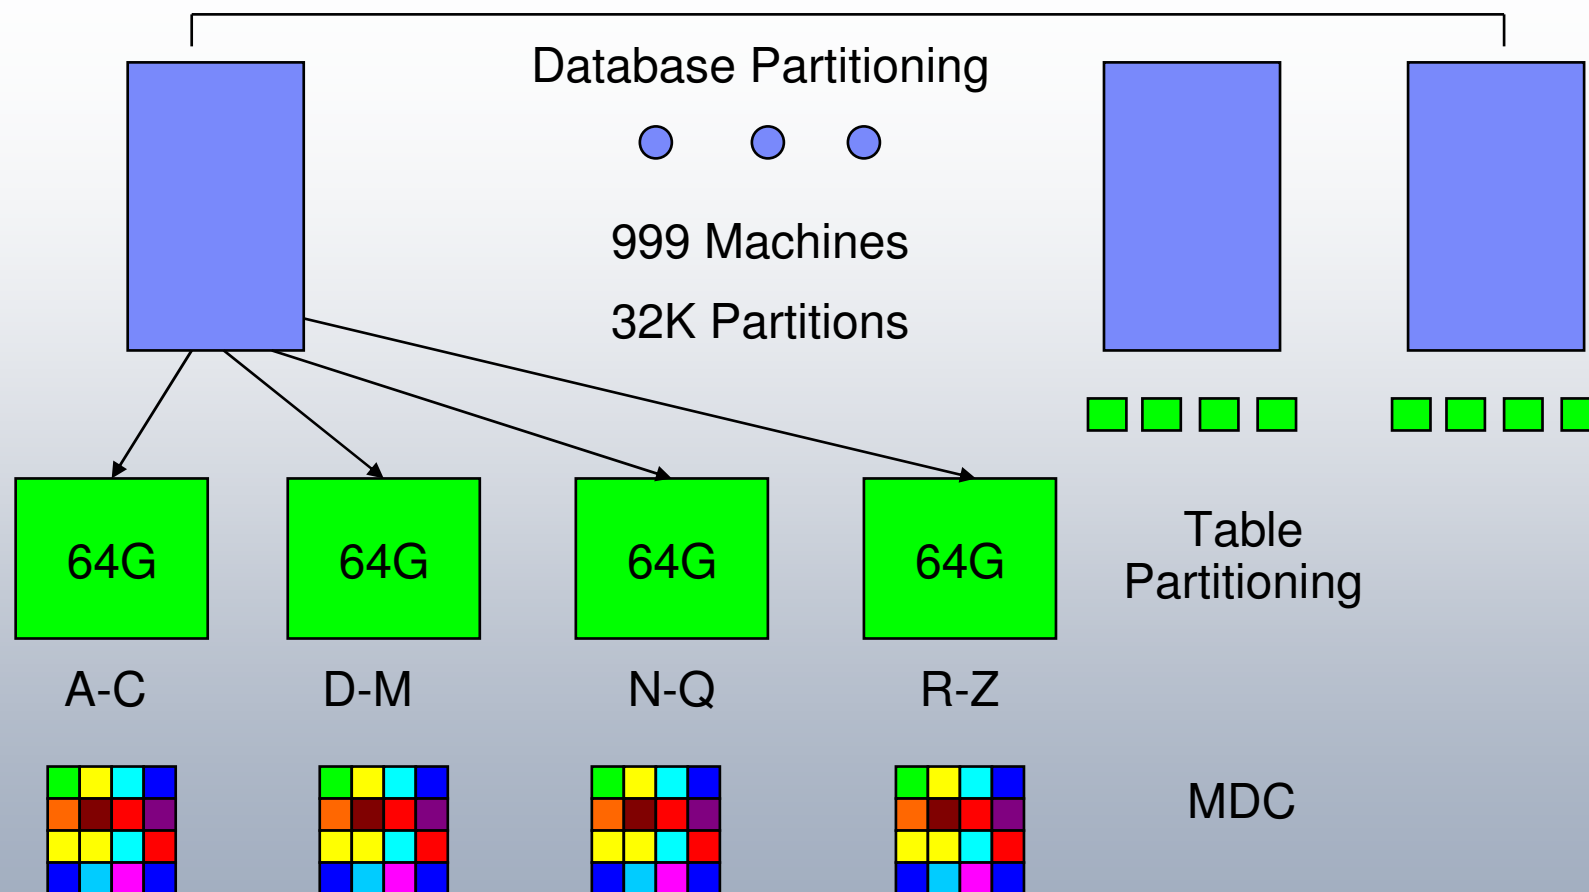 Database Partitioning
999 Machines
32K Partitions
64G
64G
64G
64G
Table
Partitioning
A-C
D-M
N-Q
R-Z
MDC